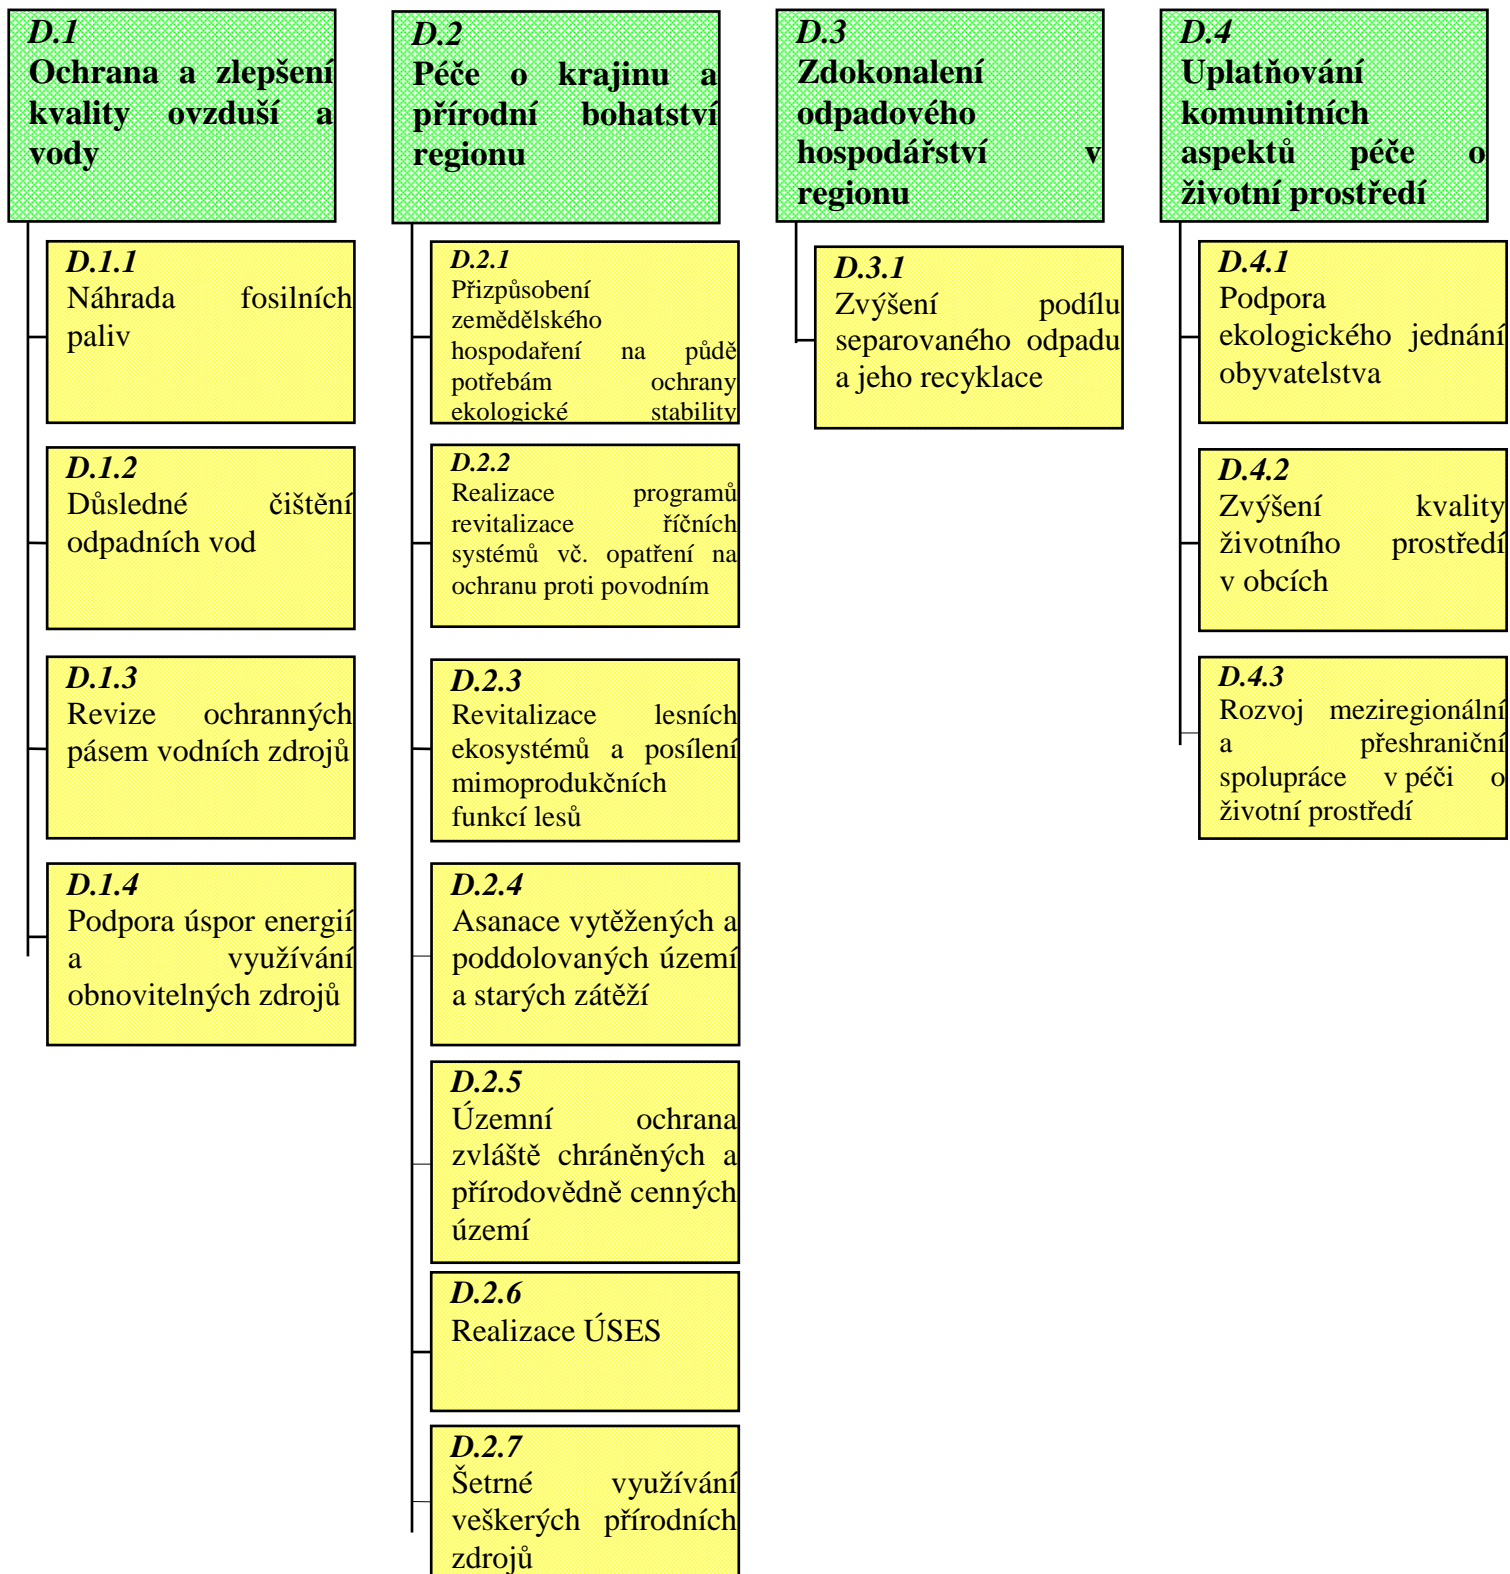 D.1
Ochrana a zlepšení
kvality ovzduší a
vody
D.1.1
Náhrada fosilních
paliv
D.1.2
Důsledné čištění
odpadních vod
D.1.3
Revize ochranných
pásem vodních zdrojů
D.1.4
Podpora úspor energií
a využívání
obnovitelných zdrojů
D.2
Péče o krajinu a
přírodní bohatství
regionu
D.2.1
Přizpůsobení
zemědělského
hospodaření na půdě
potřebám ochrany
ekologické stability
D.2.2
Realizace programů
revitalizace říčních
systémů vč. opatření na
ochranu proti povodním
D.2.3
Revitalizace lesních
ekosystémů a posílení
mimoprodukčních
funkcí lesů
D.2.4
Asanace vytěžených a
poddolovaných území
a starých zátěží
D.2.5
Územní ochrana
zvláště chráněných a
přírodovědně cenných
území
D.2.6
Realizace ÚSES
D.2.7
Šetrné využívání
veškerých přírodních
zdrojů
D.3
Zdokonalení
odpadového
hospodářství v
regionu
D.3.1
Zvýšení podílu
separovaného odpadu
a jeho recyklace
D.4
Uplatňování
komunitních
aspektů péče o
životní prostředí
D.4.1
Podpora
ekologického jednání
obyvatelstva
D.4.2
Zvýšení kvality
životního prostředí
v obcích
D.4.3
Rozvoj meziregionální
a přeshraniční
spolupráce v péči o
životní prostředí